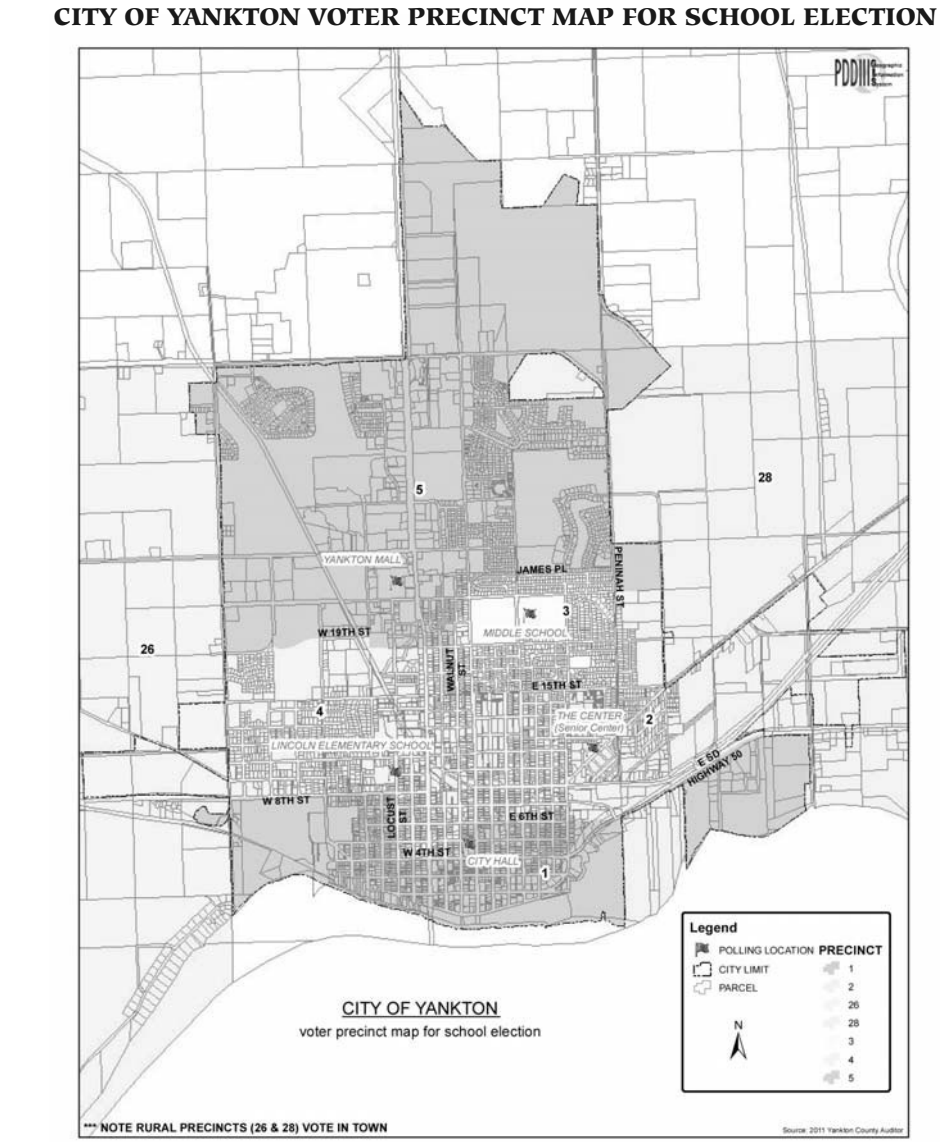 CITY OF YANKTON VOTER PRECINCT MAP FOR SCHOOL ELECTION
PDDIII Geographic
Information
System
28
5
YANKTON MALL
JAMES PL
PENINAH ST
3
MIDDLE SCHOOL
W 19TH ST
26
WALNUT
ST
E 15TH ST
4
THE CENTER
(Senior Center)
2
LINCOLN ELEMENTARY SCHOOL
E SD
HIGHWAY 50
W 8TH ST
LOCUST
ST
E 6TH ST
W 4TH ST
CITY HALL
1
Legend
POLLING LOCATION
CITY LIMIT
PARCEL
PRECINCT
1
2
26
28
3
4
5
N
CITY OF YANKTON
voter precinct map for school election
*** NOTE RURAL PRECINCTS (26 & 28) VOTE IN TOWN
Source: 2011 Yankton County Auditor